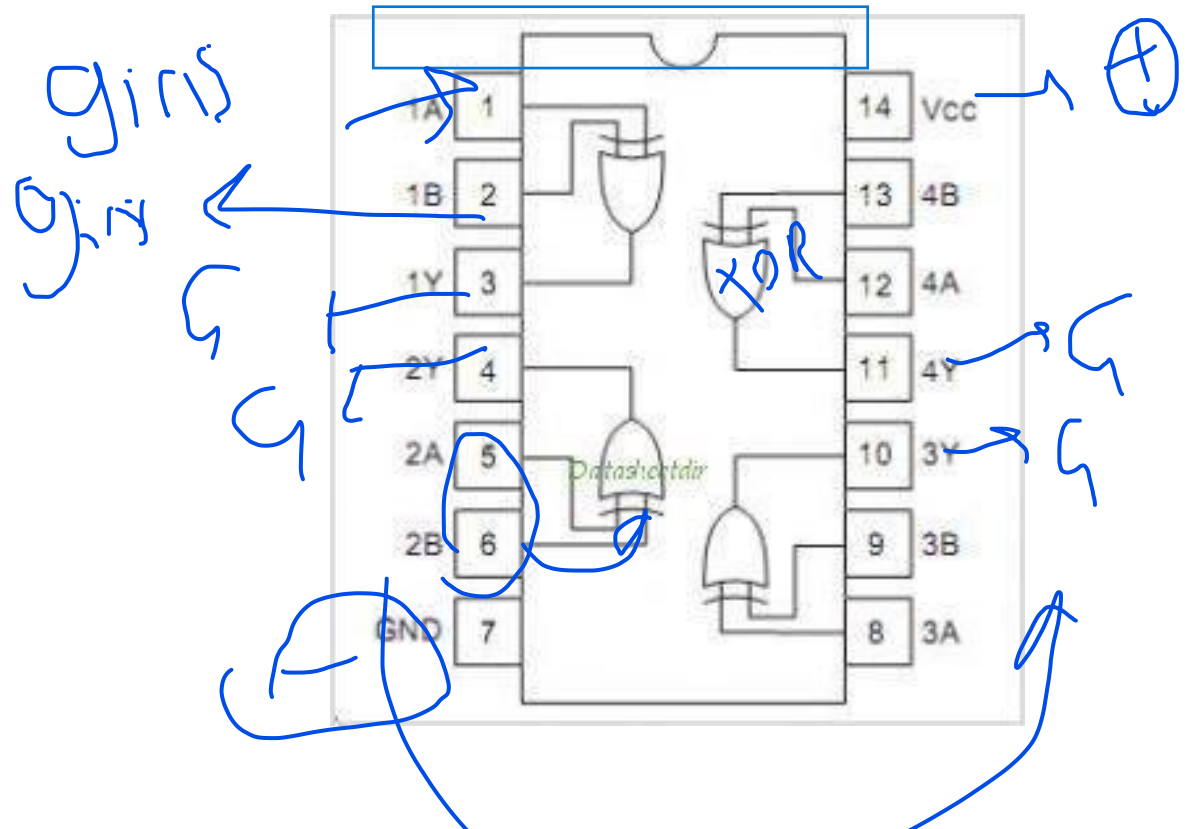 giriş
1A 1 14 Vcc +
giriş
1B 2 13 4B
XOR
1Y 3 12 4A
Ç
2Y 4 11 4Y Ç
Ç
2A 5 10 3Y Ç
Datasheetdir
2B 6 9 3B
GND 7 8 3A
-